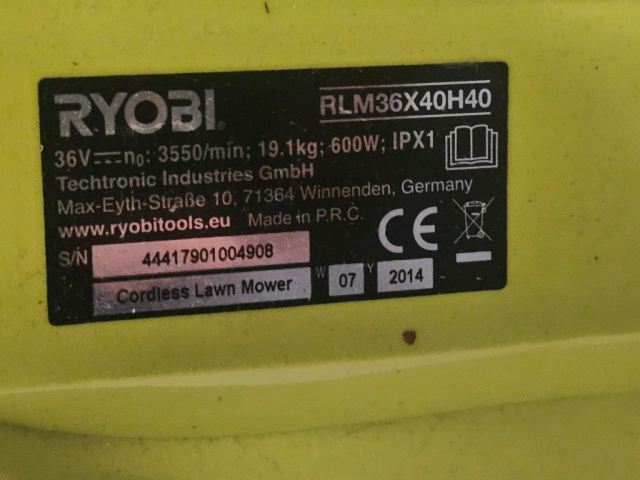 RYOBI
RLM36X40H40
36V⎓n₀: 3550/min; 19.1kg; 600W; IPX1
Techtronic Industries GmbH
Max-Eyth-Straße 10, 71364 Winnenden, Germany
www.ryobitools.eu Made in P.R.C.
CE
S/N 44417901004908
Cordless Lawn Mower W 07 Y 2014